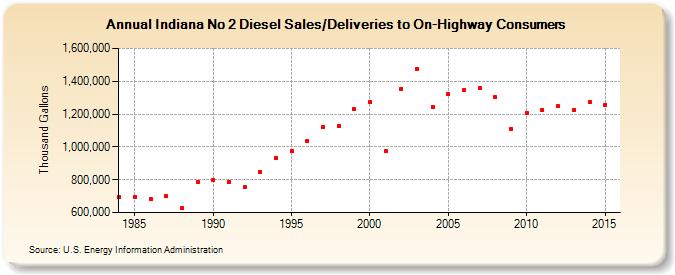 Annual Indiana No 2 Diesel Sales/Deliveries to On-Highway Consumers
Thousand Gallons
1,600,000
1,400,000
1,200,000
1,000,000
800,000
600,000
1985 1990 1995 2000 2005 2010 2015
Source: U.S. Energy Information Administration